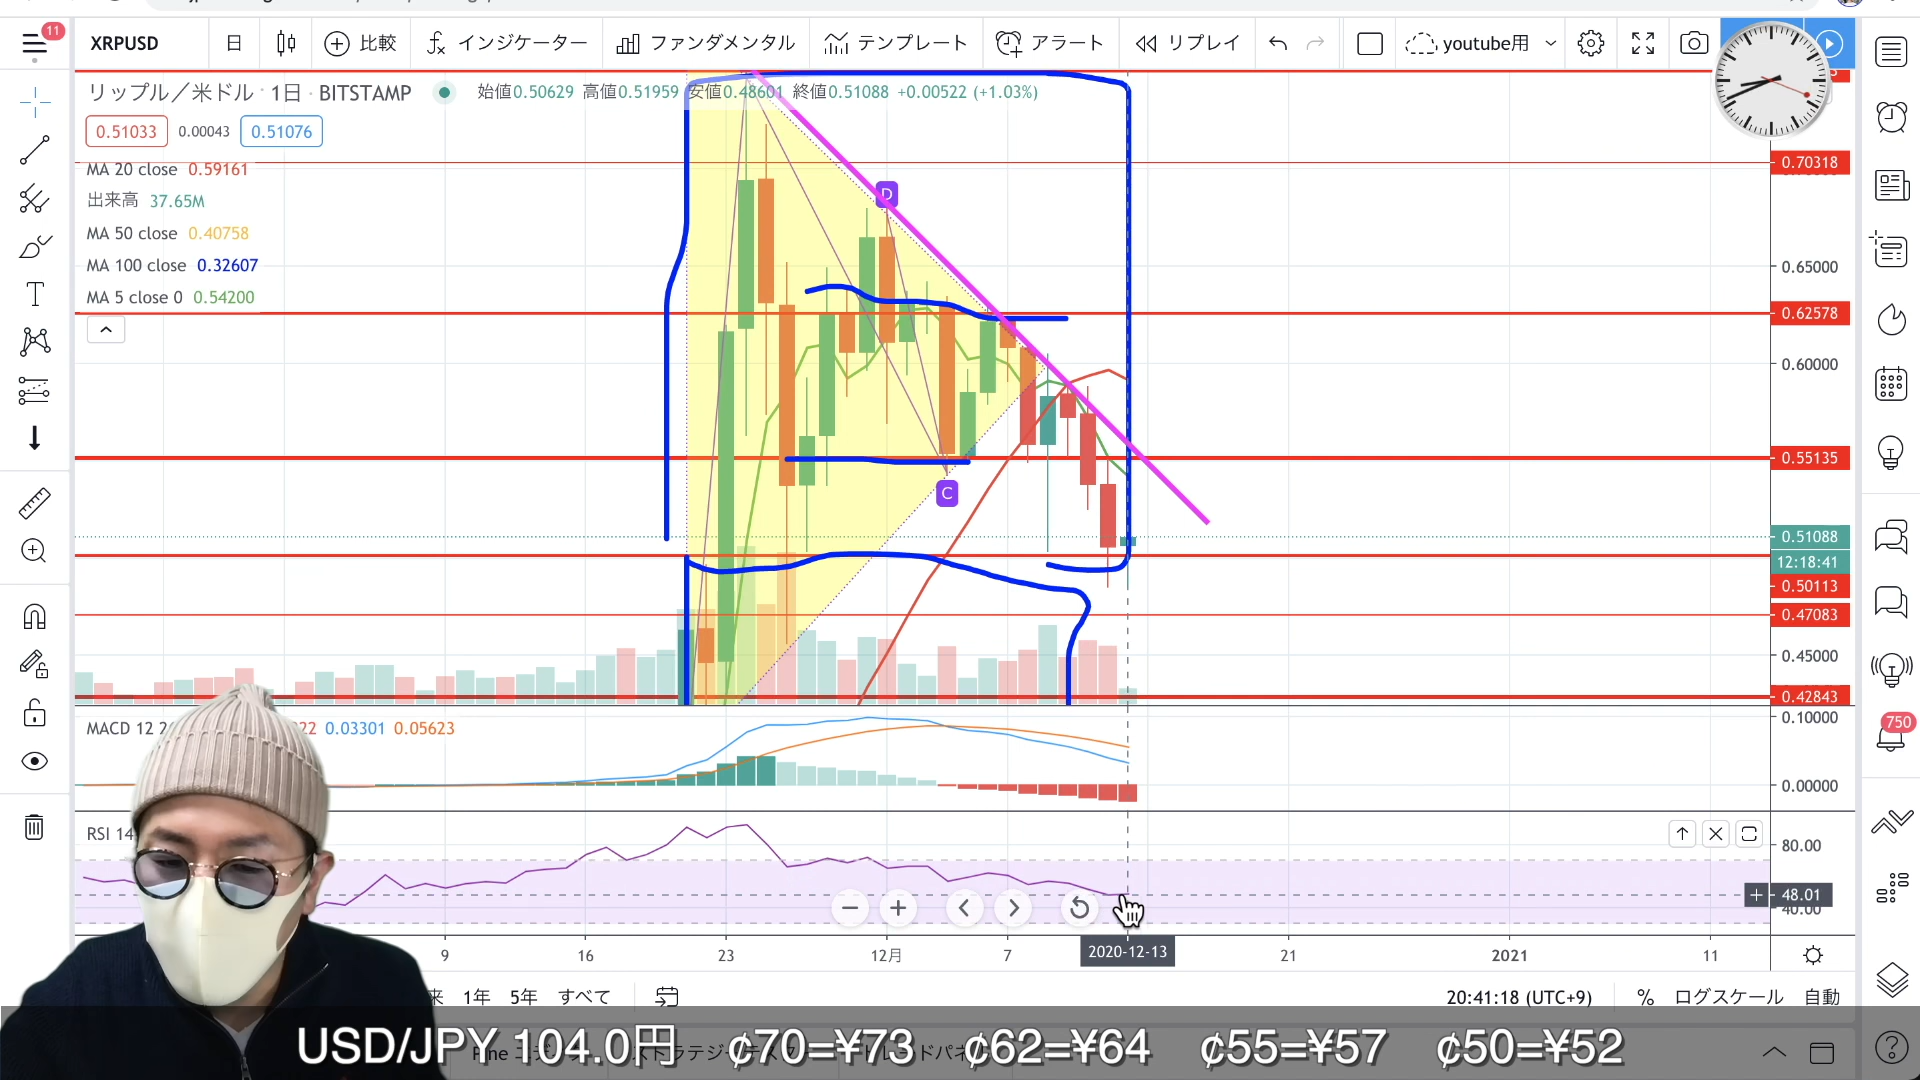 11
XRPUSD
日
比較
インジケーター
ファンダメンタル
テンプレート
アラート
リプレイ
youtube用
リップル／米ドル · 1日 · BITSTAMP
始値0.50629 高値0.51959 安値0.48601 終値0.51088 +0.00522 (+1.03%)
0.51033 0.00043 0.51076
MA 20 close 0.59161
出来高 37.65M
MA 50 close 0.40758
MA 100 close 0.32607
MA 5 close 0 0.54200
D
C
0.70318
0.65000
0.62578
0.60000
0.55135
0.51088
12:18:41
0.50113
0.47083
0.45000
0.42843
MACD 12 2
22 0.03301 0.05623
0.10000
0.00000
RSI 14
80.00
48.01
40.00
750
9 16 23 12月 7 2020-12-13 21 2021 11
来 1年 5年 すべて
20:41:18 (UTC+9) % ログスケール 自動
USD/JPY 104.0円 ¢70=¥73 ¢62=¥64 ¢55=¥57 ¢50=¥52